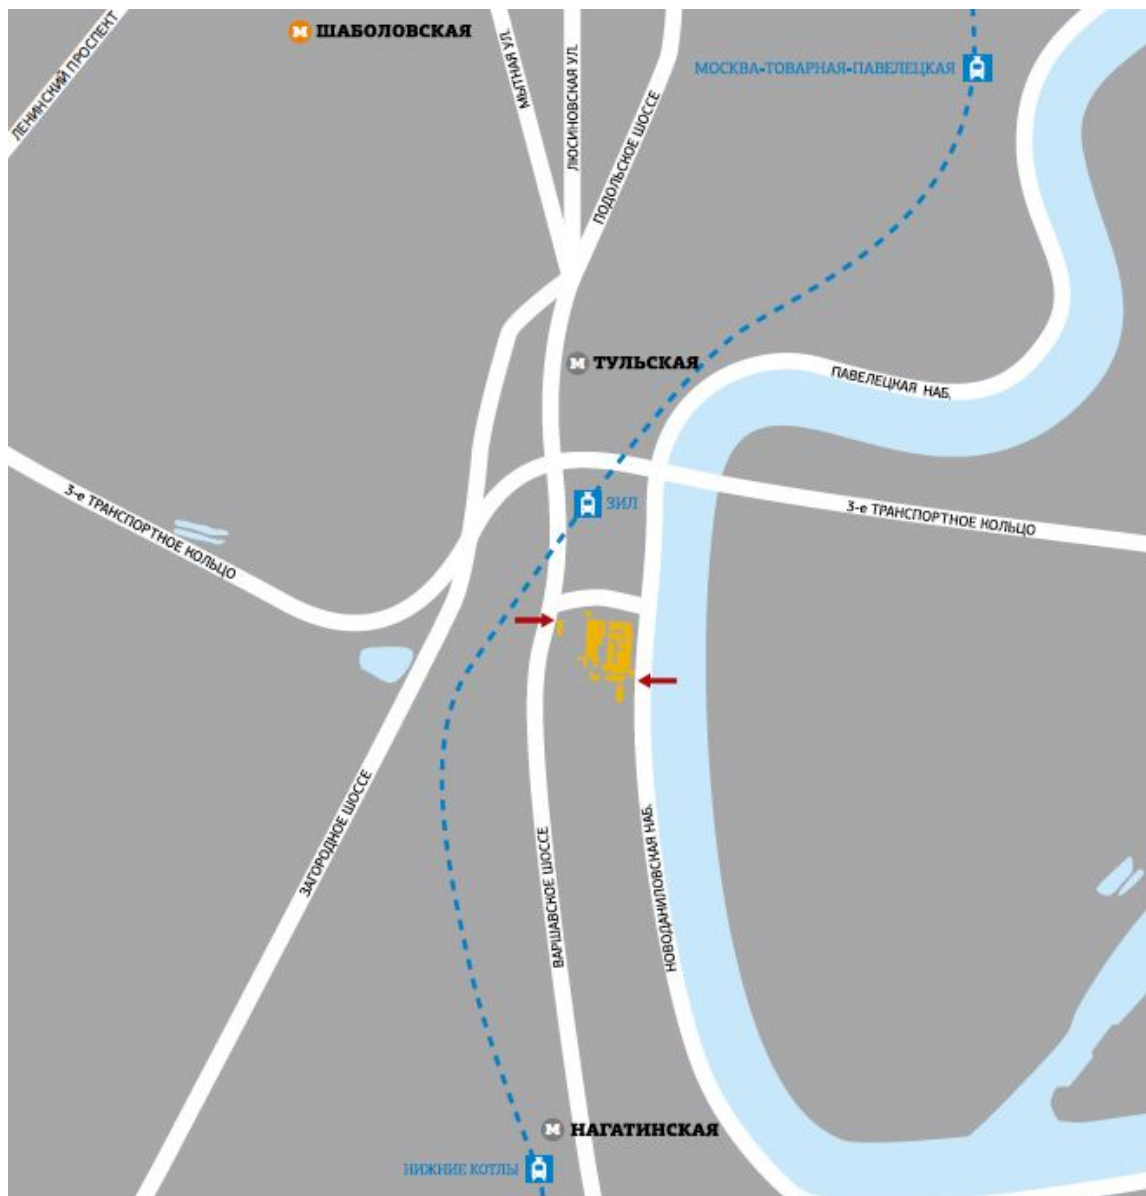 М ШАБОЛОВСКАЯ
ЛЕНИНСКИЙ ПРОСПЕКТ
МЫТНАЯ УЛ.
ЛЮСИНОВСКАЯ УЛ.
ПОДОЛЬСКОЕ ШОССЕ
МОСКВА-ТОВАРНАЯ-ПАВЕЛЕЦКАЯ
М ТУЛЬСКАЯ
ПАВЕЛЕЦКАЯ НАБ.
3-е ТРАНСПОРТНОЕ КОЛЬЦО
ЗИЛ
3-е ТРАНСПОРТНОЕ КОЛЬЦО
ЗАГОРОДНОЕ ШОССЕ
ВАРШАВСКОЕ ШОССЕ
НОВОДАНИЛОВСКАЯ НАБ.
М НАГАТИНСКАЯ
НИЖНИЕ КОТЛЫ